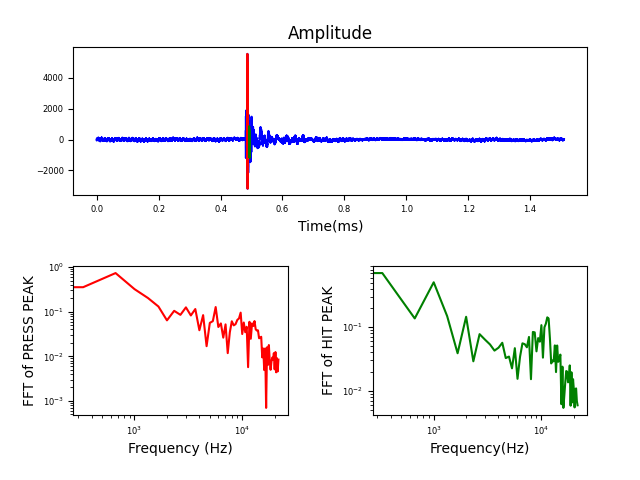 Amplitude
4000
2000
0
−2000
0.0 0.2 0.4 0.6 0.8 1.0 1.2 1.4
Time(ms)
FFT of PRESS PEAK
10⁰
10⁻¹
10⁻²
10⁻³
10³ 10⁴
Frequency (Hz)
FFT of HIT PEAK
10⁻¹
10⁻²
10³ 10⁴
Frequency(Hz)